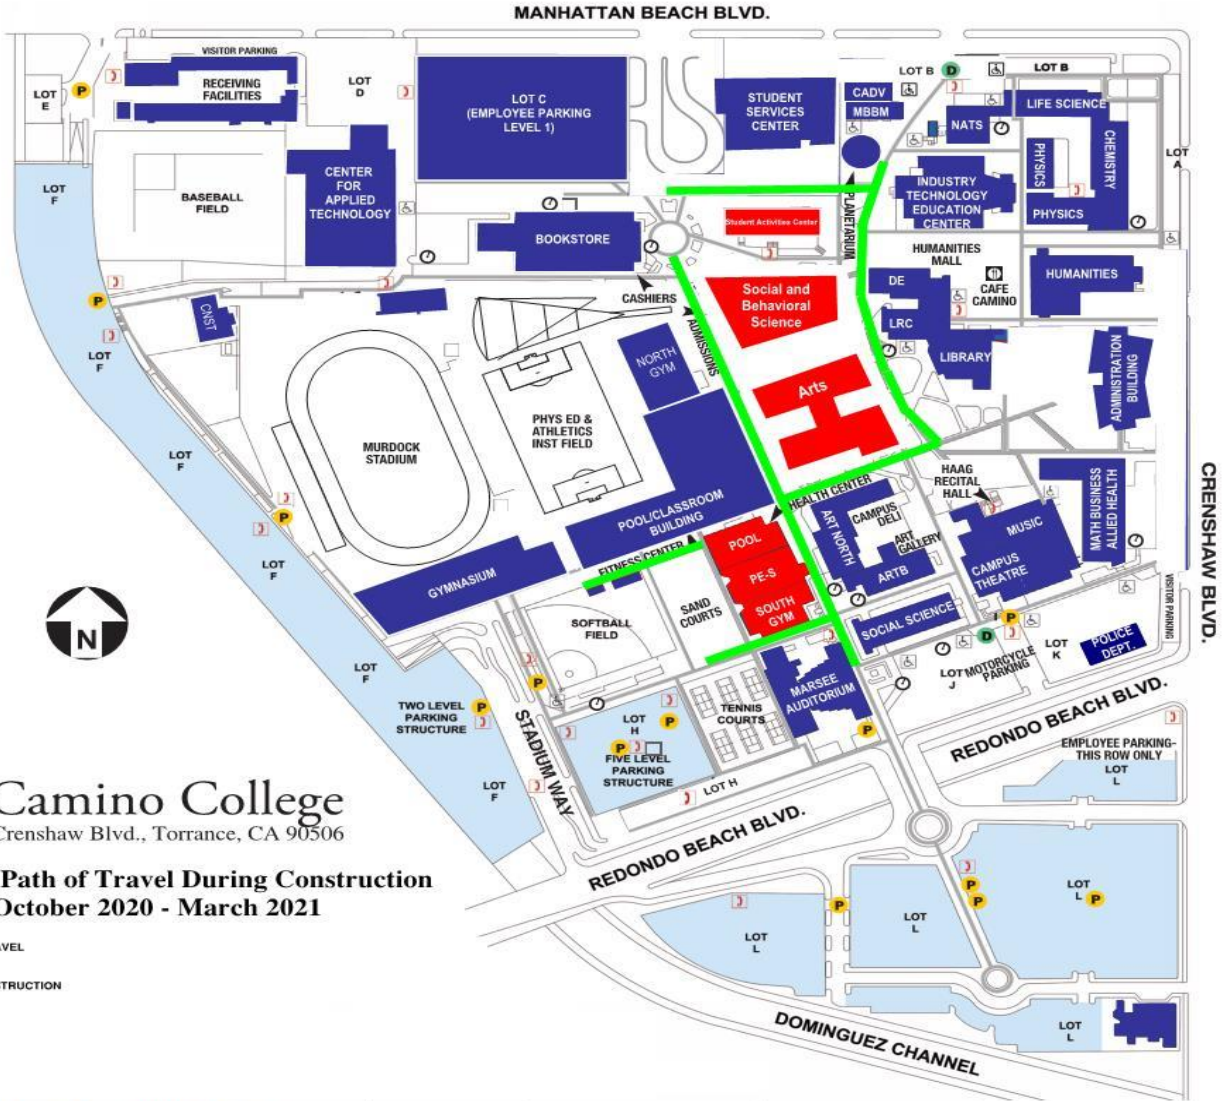 MANHATTAN BEACH BLVD.
VISITOR PARKING
RECEIVING
FACILITIES
LOT
E
P
LOT
D
LOT C
(EMPLOYEE PARKING
LEVEL 1)
STUDENT
SERVICES
CENTER
CADV
MBBM
LOT B
D
LOT B
NATS
LIFE SCIENCE
CHEMISTRY
PHYSICS
PHYSICS
LOT
A
LOT
F
BASEBALL
FIELD
CENTER
FOR
APPLIED
TECHNOLOGY
BOOKSTORE
Student Activities Center
PLANETARIUM
INDUSTRY
TECHNOLOGY
EDUCATION
CENTER
HUMANITIES
MALL
CAFE
CAMINO
HUMANITIES
P
CNST
CASHIERS
ADMISSIONS
Social and
Behavioral
Science
DE
LRC
LIBRARY
ADMINISTRATION
BUILDING
LOT
F
NORTH
GYM
Arts
PHYS ED &
ATHLETICS
INST FIELD
MURDOCK
STADIUM
LOT
F
P
POOL/CLASSROOM
BUILDING
HEALTH CENTER
HAAG
RECITAL
HALL
CAMPUS
DELI
ART
GALLERY
ART NORTH
ARTB
MUSIC
CAMPUS
THEATRE
MATH BUSINESS
ALLIED HEALTH
CRENSHAW BLVD.
LOT
F
GYMNASIUM
FITNESS CENTER
POOL
PE-S
SOUTH
GYM
SAND
COURTS
SOFTBALL
FIELD
SOCIAL SCIENCE
P
D
VISITOR PARKING
POLICE
DEPT.
LOT
K
LOT
J
MOTORCYCLE
PARKING
N
LOT
F
P
TWO LEVEL
PARKING
STRUCTURE
P
STADIUM WAY
LOT
H
P
P
FIVE LEVEL
PARKING
STRUCTURE
TENNIS
COURTS
MARSEE
AUDITORIUM
P
REDONDO BEACH BLVD.
EMPLOYEE PARKING-
THIS ROW ONLY
LOT
L
LOT
F
LOT H
REDONDO BEACH BLVD.
Camino College
Crenshaw Blvd., Torrance, CA 90506
Path of Travel During Construction
October 2020 - March 2021
AVEL
STRUCTION
LOT
L
P
LOT
L
P
P
LOT
L
P
LOT
L
DOMINGUEZ CHANNEL